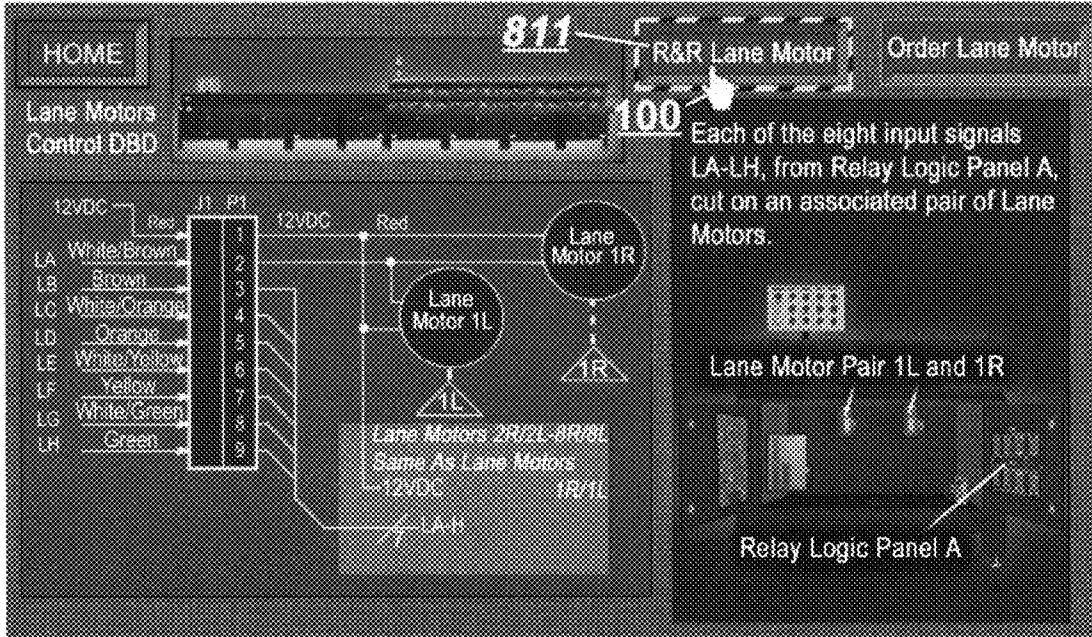 811
HOME
R&R Lane Motor
Order Lane Motor
100
Lane Motors
Control DBD
Each of the eight input signals
LA-LH, from Relay Logic Panel A,
cut on an associated pair of Lane
Motors.
12VDC
Red
J1 P1
12VDC
Red
LA White/Brown
LB Brown
LC White/Orange
LD Orange
LE White/Yellow
LF Yellow
LG White/Green
LH Green
1
2
3
4
5
6
7
8
9
Lane
Motor 1R
Lane
Motor 1L
1R
1L
Lane Motors 2R/2L-8R/8L
Same As Lane Motors
12VDC 1R/1L
LA-H
Lane Motor Pair 1L and 1R
Relay Logic Panel A